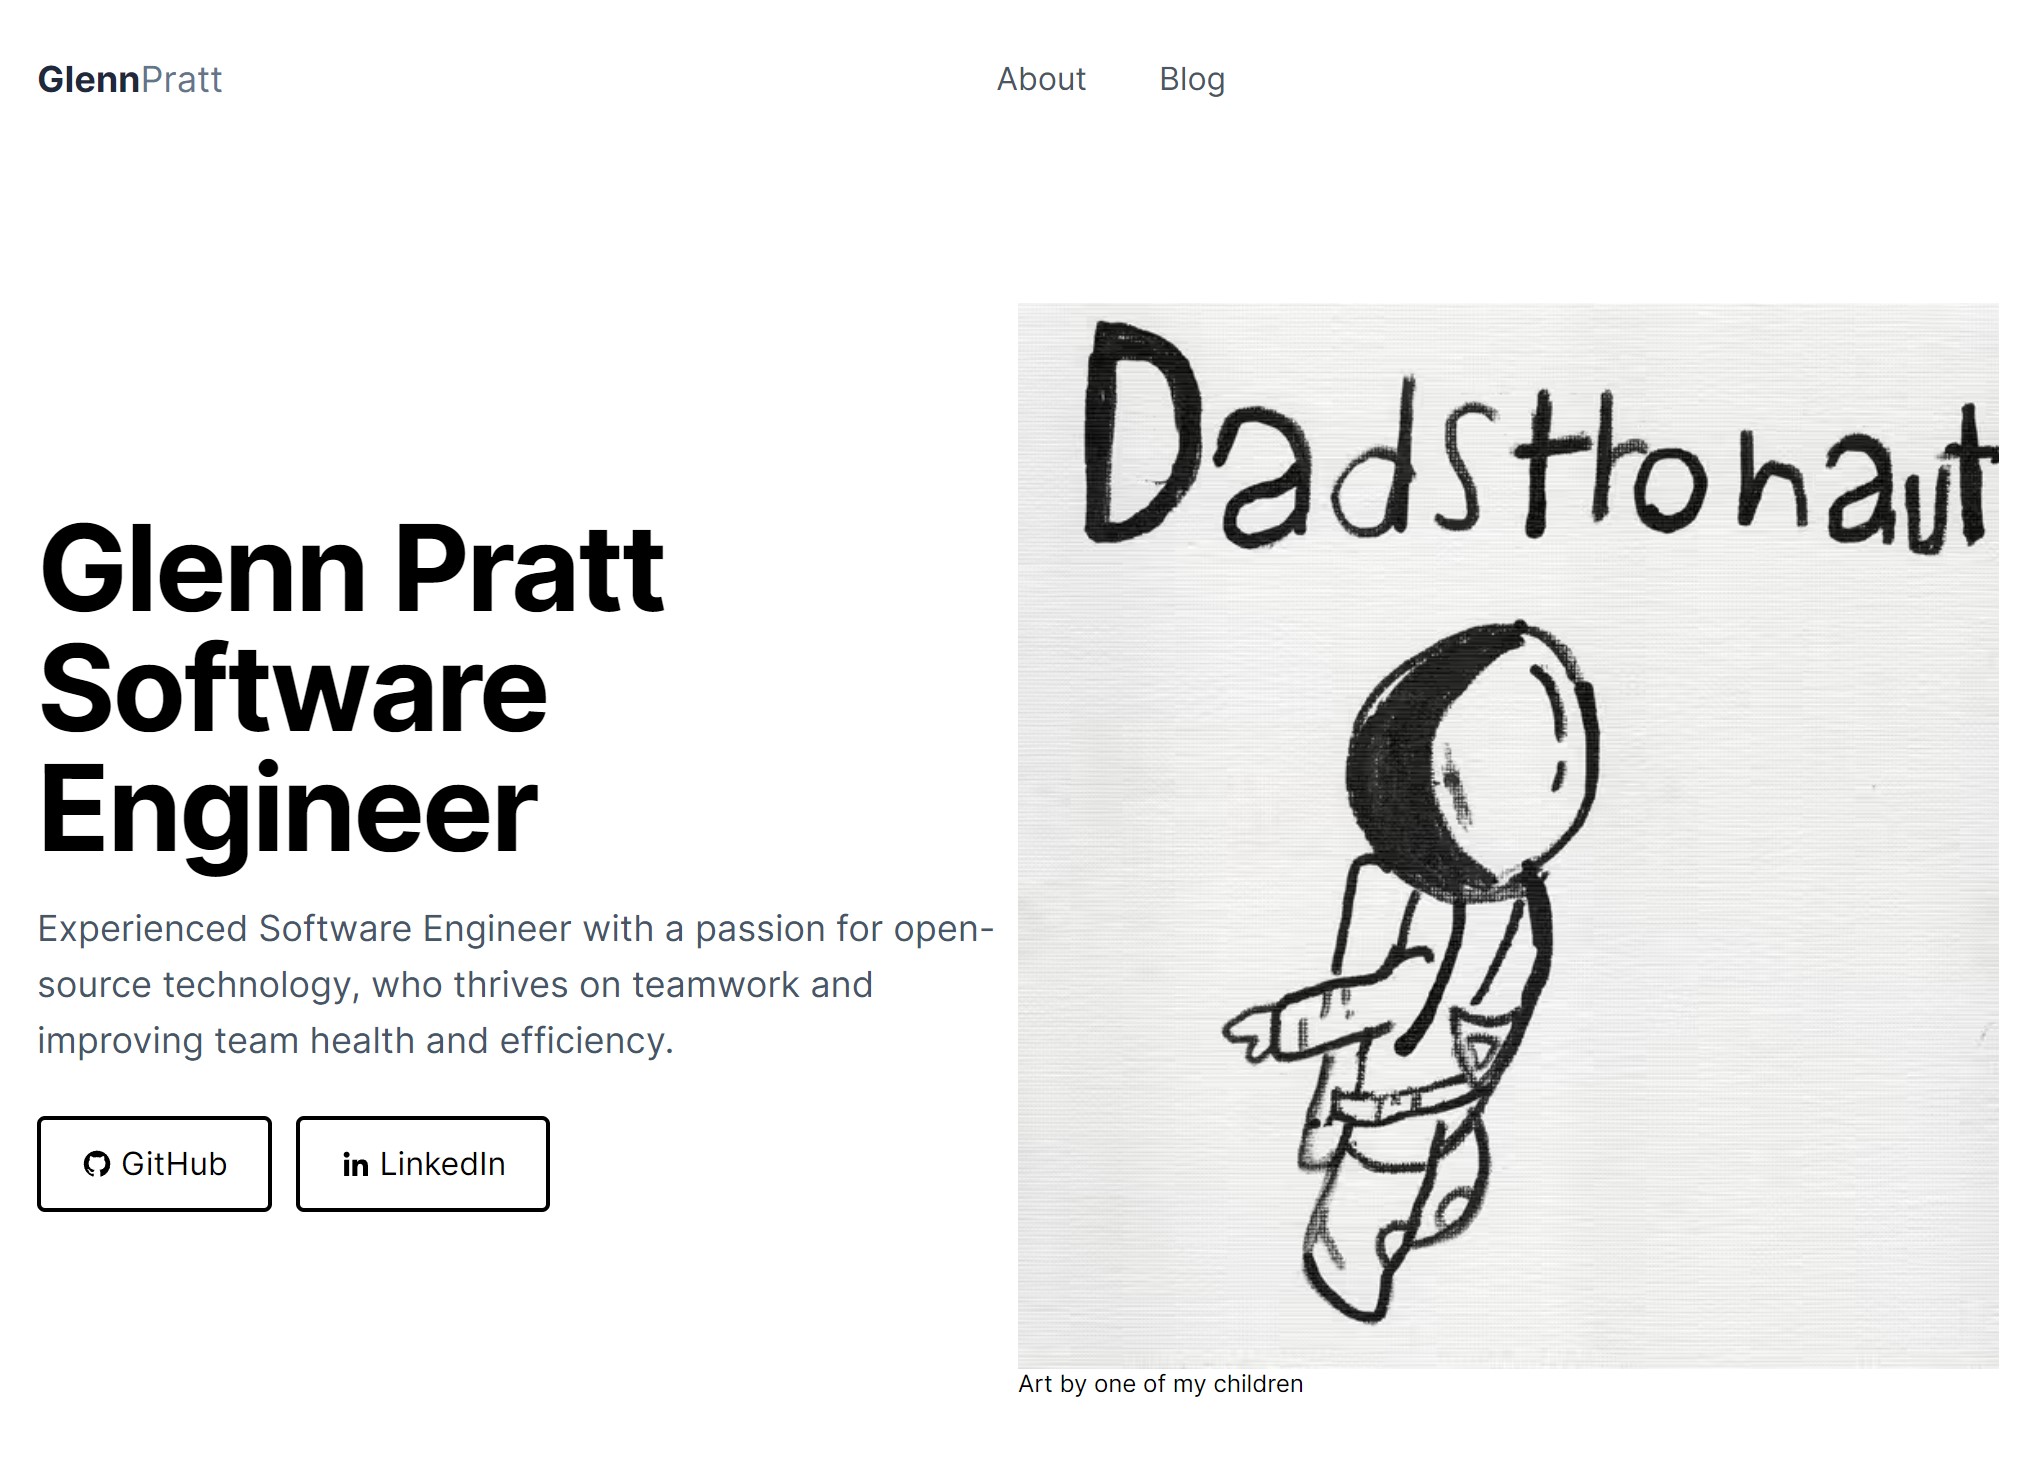 GlennPratt
About Blog
Dadstronaut
Glenn Pratt
Software
Engineer
Experienced Software Engineer with a passion for open-
source technology, who thrives on teamwork and
improving team health and efficiency.
GitHub LinkedIn
Art by one of my children